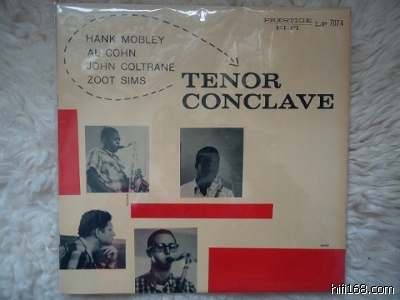 HANK MOBLEY
AL COHN
JOHN COLTRANE
ZOOT SIMS
PRESTIGE LP 7074
HI-FI
TENOR
CONCLAVE
hifi168.com